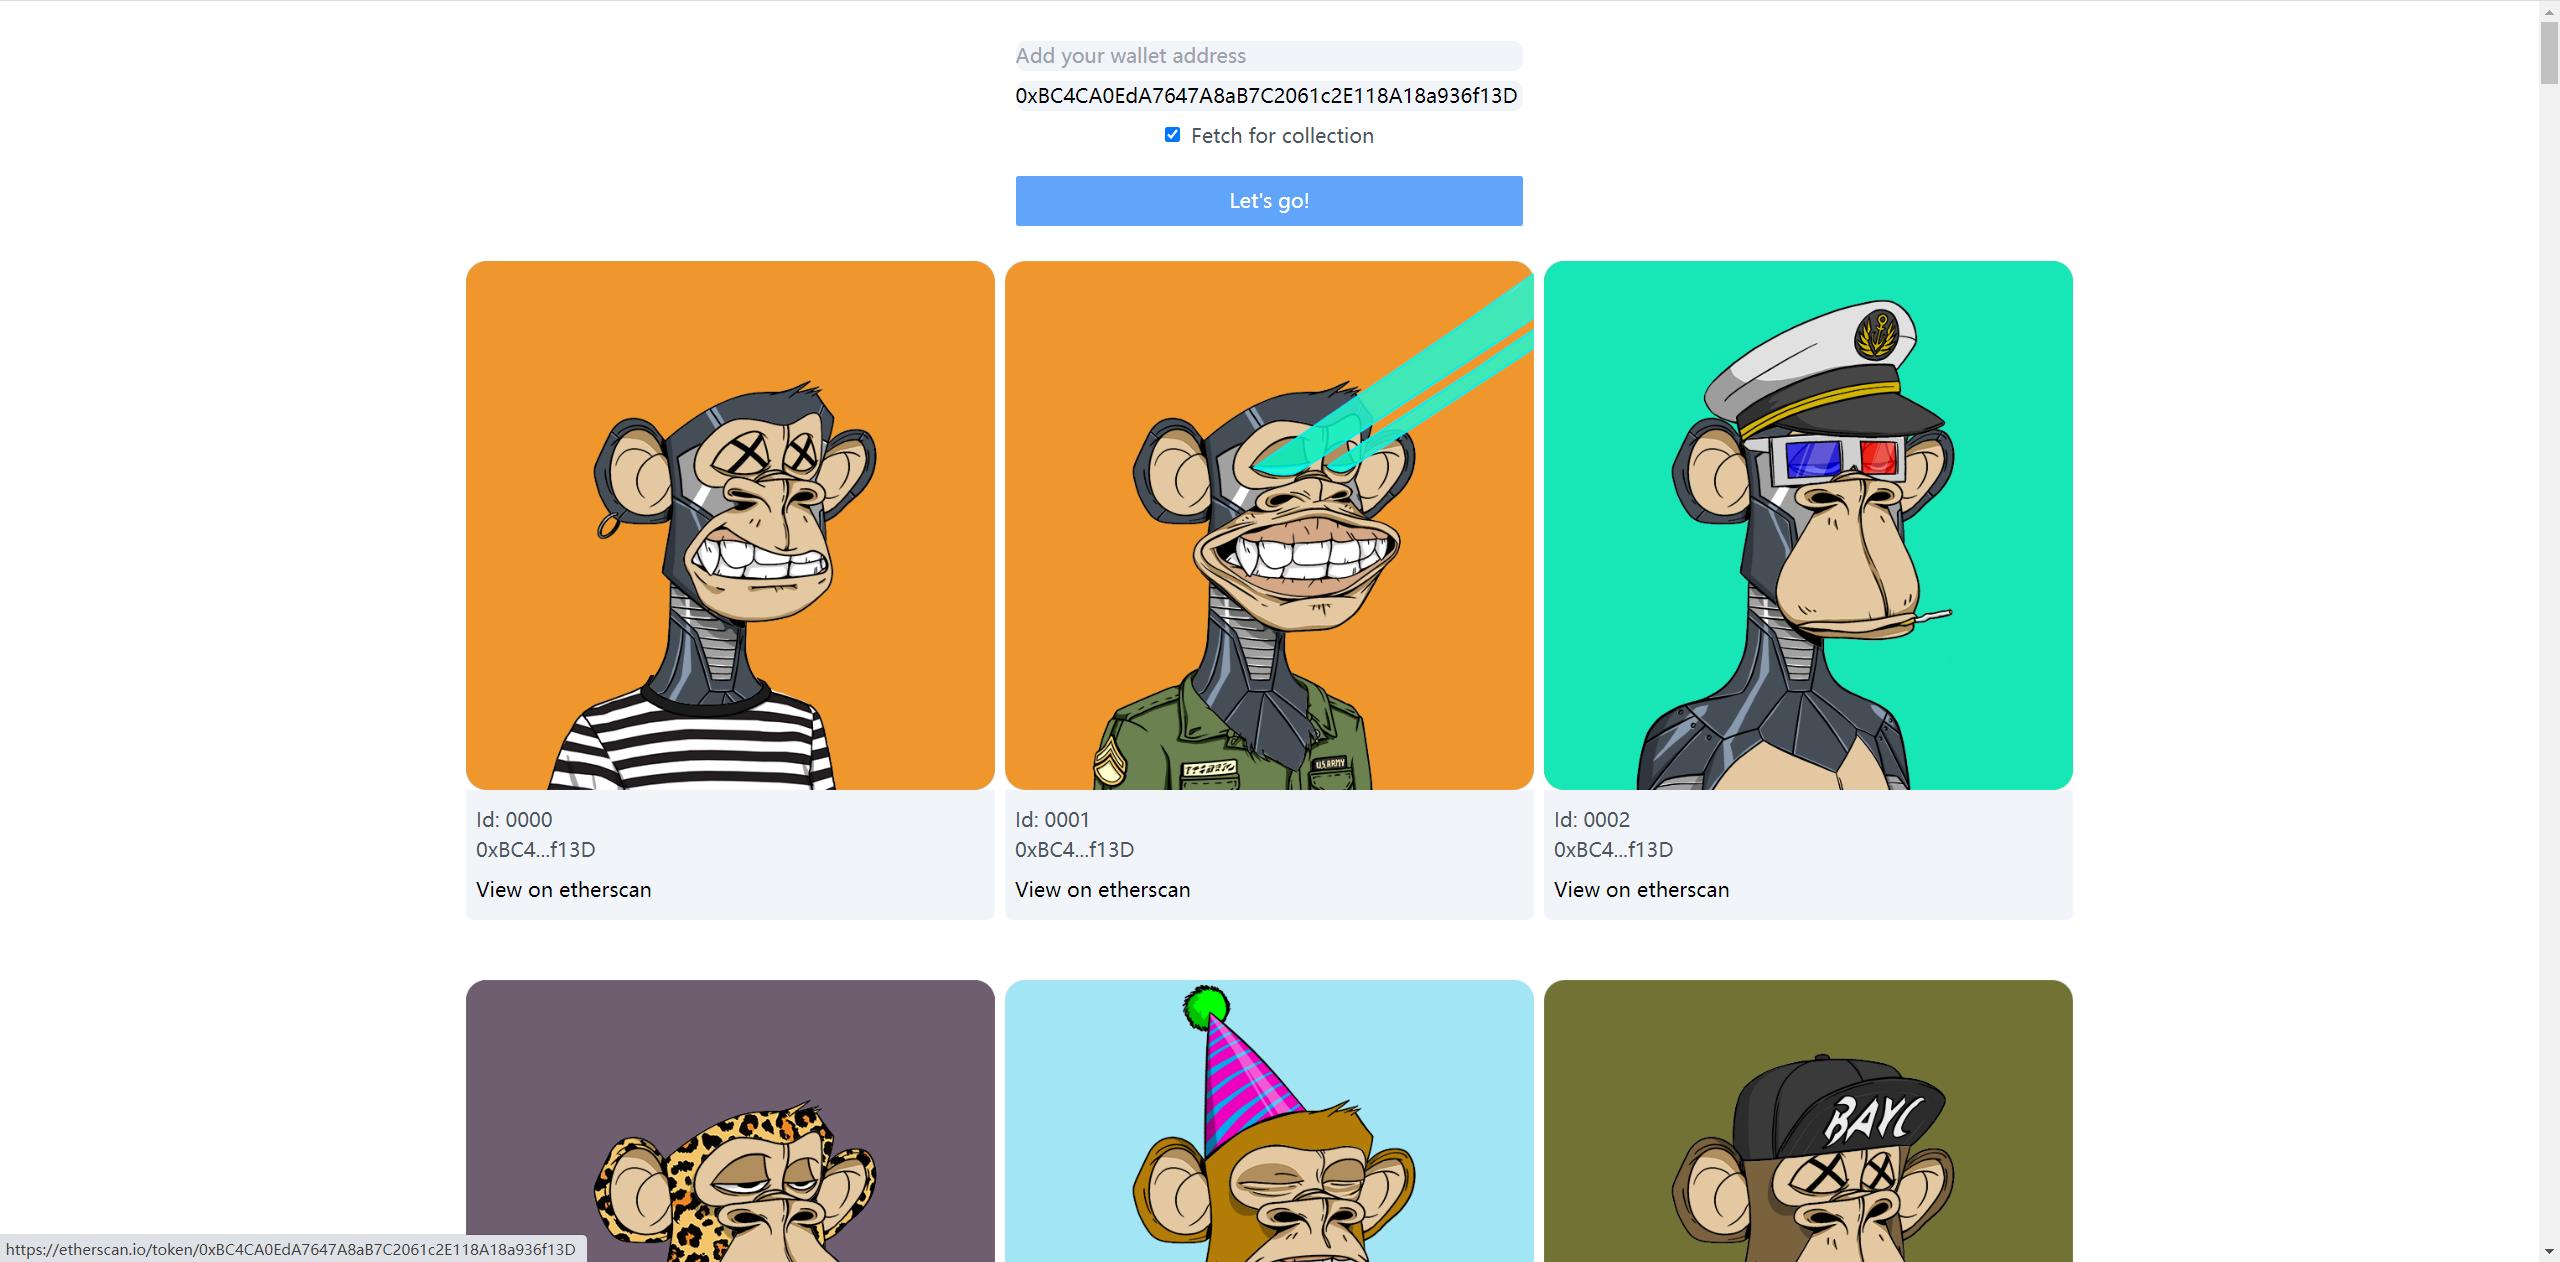 Add your wallet address
0xBC4CA0EdA7647A8aB7C2061c2E118A18a936f13D
Fetch for collection
Let's go!
U.S.ARMY
Id: 0000
0xBC4...f13D
View on etherscan
Id: 0001
0xBC4...f13D
View on etherscan
Id: 0002
0xBC4...f13D
View on etherscan
BAYC
https://etherscan.io/token/0xBC4CA0EdA7647A8aB7C2061c2E118A18a936f13D